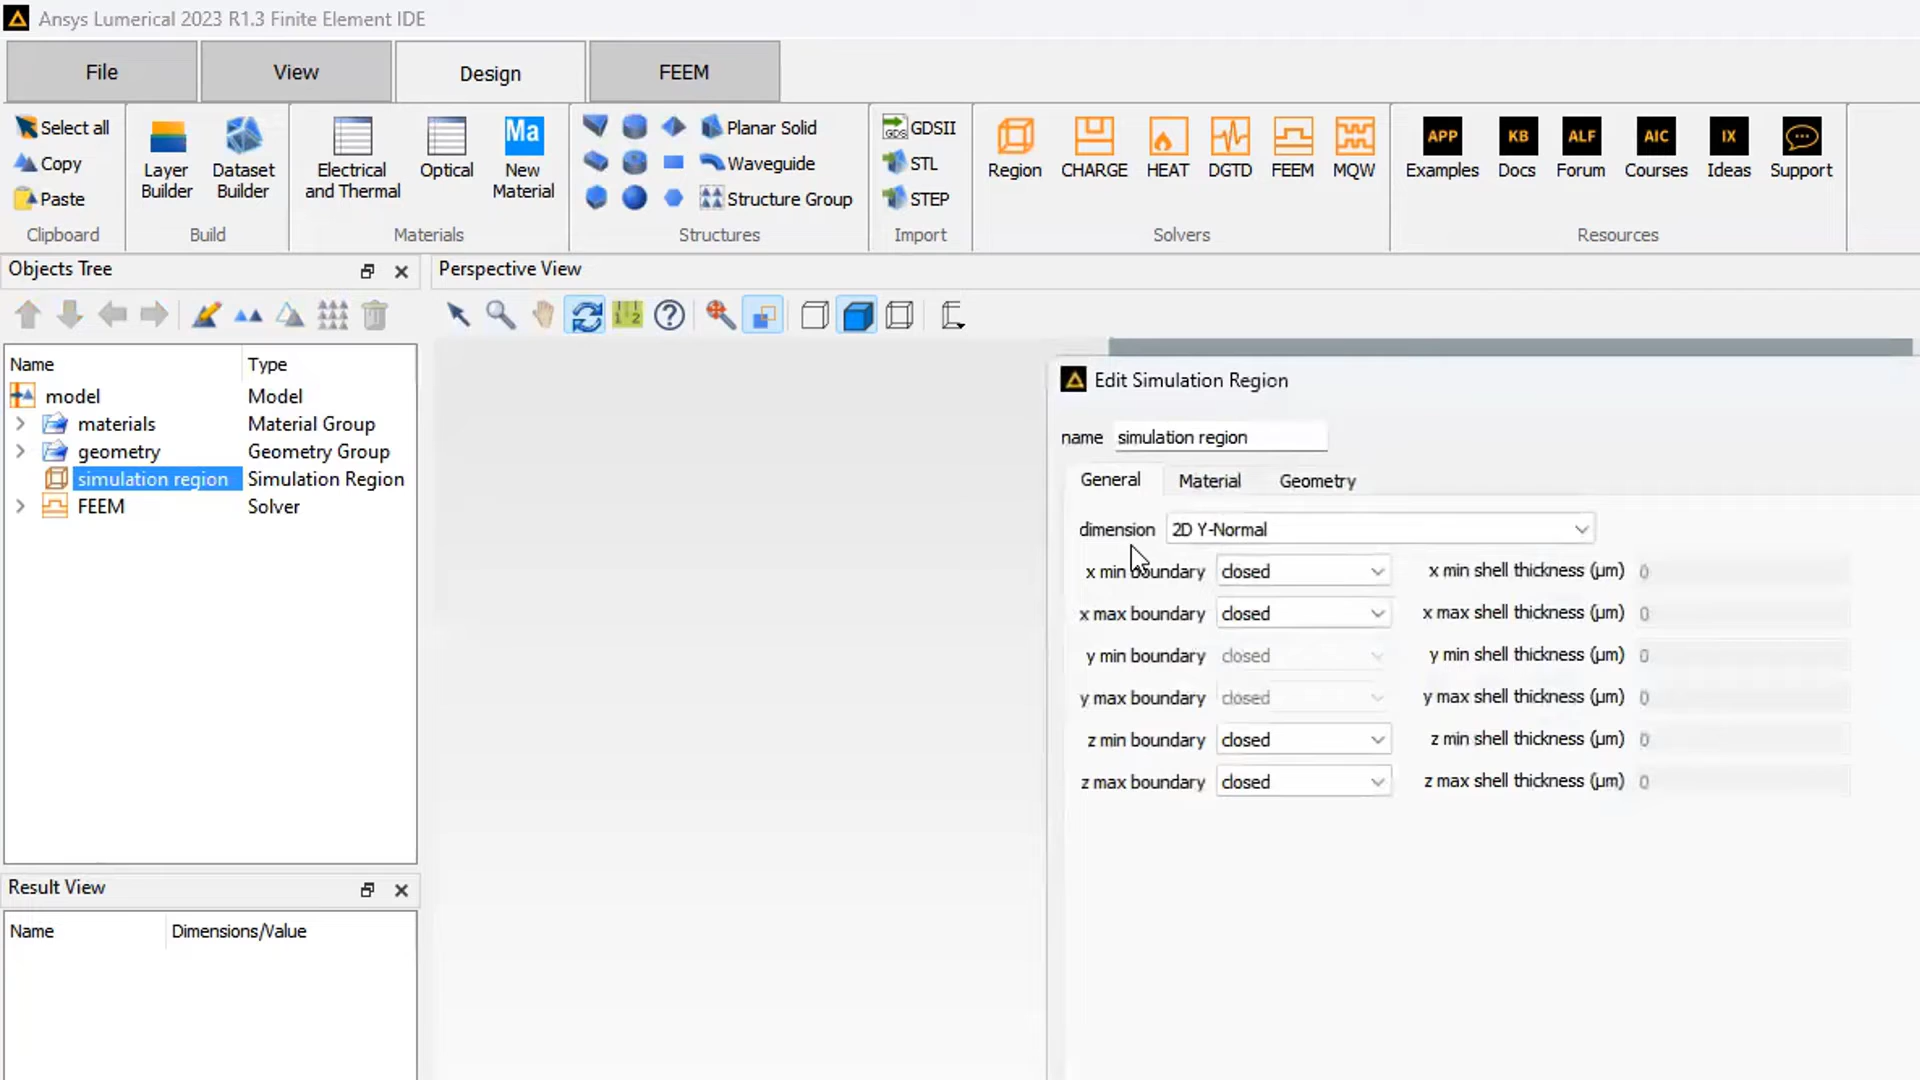 Ansys Lumerical 2023 R1.3 Finite Element IDE
File View Design FEEM
Select all
Copy
Paste
Clipboard
Layer Builder
Dataset Builder
Build
Electrical and Thermal
Optical
Ma
New Material
Materials
Planar Solid
Waveguide
Structure Group
Structures
GDS
GDSII
STL
STEP
Import
Region CHARGE HEAT DGTD FEEM MQW
Solvers
APP KB ALF AIC IX
Examples Docs Forum Courses Ideas Support
Resources
Objects Tree
Perspective View
1 2
Name Type
model Model
materials Material Group
geometry Geometry Group
simulation region Simulation Region
FEEM Solver
Edit Simulation Region
name simulation region
General Material Geometry
dimension 2D Y-Normal
x min boundary closed x min shell thickness (µm) 0
x max boundary closed x max shell thickness (µm) 0
y min boundary closed y min shell thickness (µm) 0
y max boundary closed y max shell thickness (µm) 0
z min boundary closed z min shell thickness (µm) 0
z max boundary closed z max shell thickness (µm) 0
Result View
Name Dimensions/Value